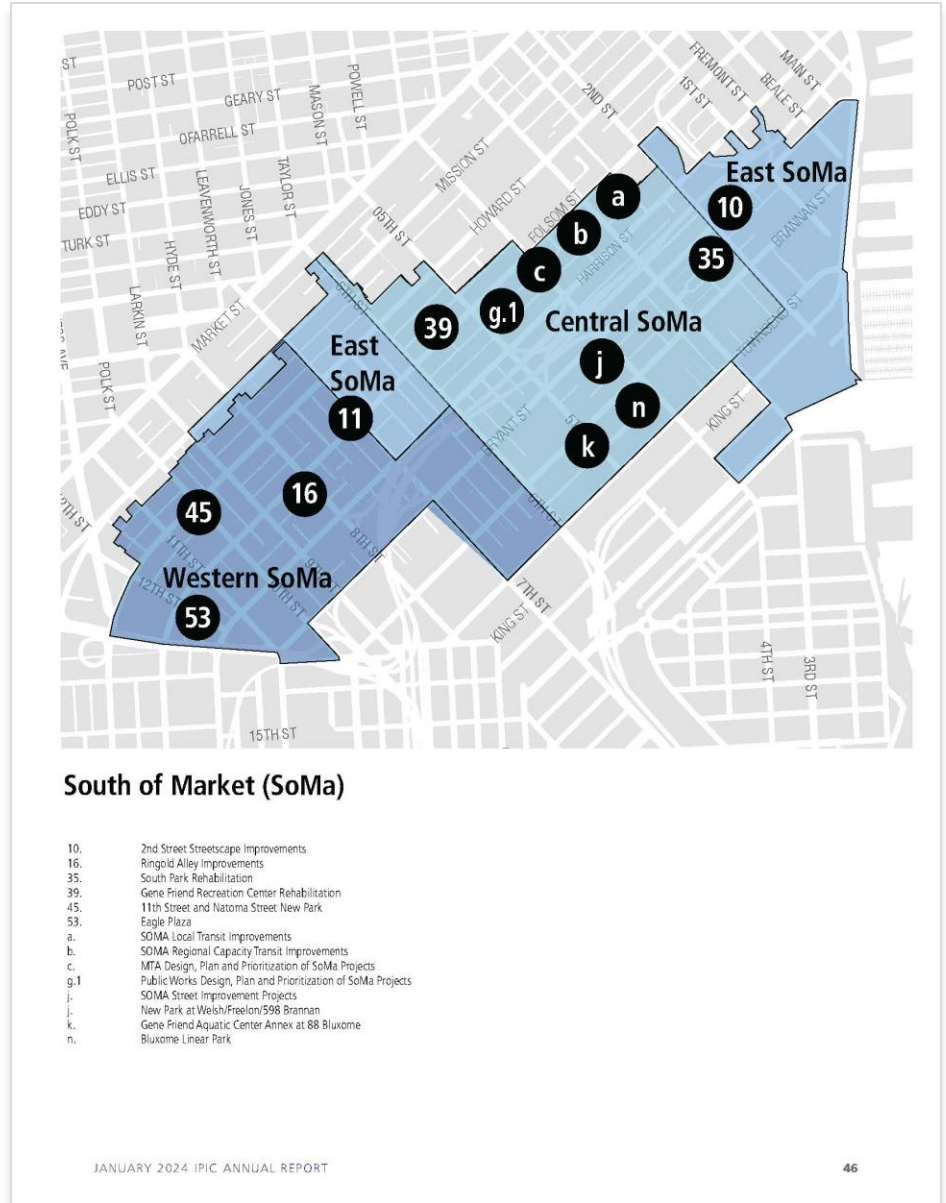 ST
POST ST
GEARY ST
OFARRELL ST
POLK ST
ELLIS ST
EDDY ST
TURK ST
HYDE ST
LEAVENWORTH ST
JONES ST
TAYLOR ST
MASON ST
POWELL ST
LARKIN ST
POLK ST
MARKET ST
05TH ST
MISSION ST
HOWARD ST
FOLSOM ST
HARRISON ST
2ND ST
1ST ST
FREMONT ST
BEALE ST
MAIN ST
BRANNAN ST
TOWNSEND ST
KING ST
6TH ST
BRYANT ST
6TH ST
7TH ST
KING ST
8TH ST
11TH ST
12TH ST
4TH ST
3RD ST
15TH ST
East SoMa
10
35
a
b
c
g.1
39
Central SoMa
j
n
k
East
SoMa
11
16
45
Western SoMa
53
South of Market (SoMa)
10. 2nd Street Streetscape Improvements
16. Ringold Alley Improvements
35. South Park Rehabilitation
39. Gene Friend Recreation Center Rehabilitation
45. 11th Street and Natoma Street New Park
53. Eagle Plaza
a. SOMA Local Transit Improvements
b. SOMA Regional Capacity Transit Improvements
c. MTA Design, Plan and Prioritization of SoMa Projects
g.1 Public Works Design, Plan and Prioritization of SoMa Projects
j. SOMA Street Improvement Projects
j. New Park at Welsh/Freelon/598 Brannan
k. Gene Friend Aquatic Center Annex at 88 Bluxome
n. Bluxome Linear Park
JANUARY 2024 IPIC ANNUAL REPORT
46